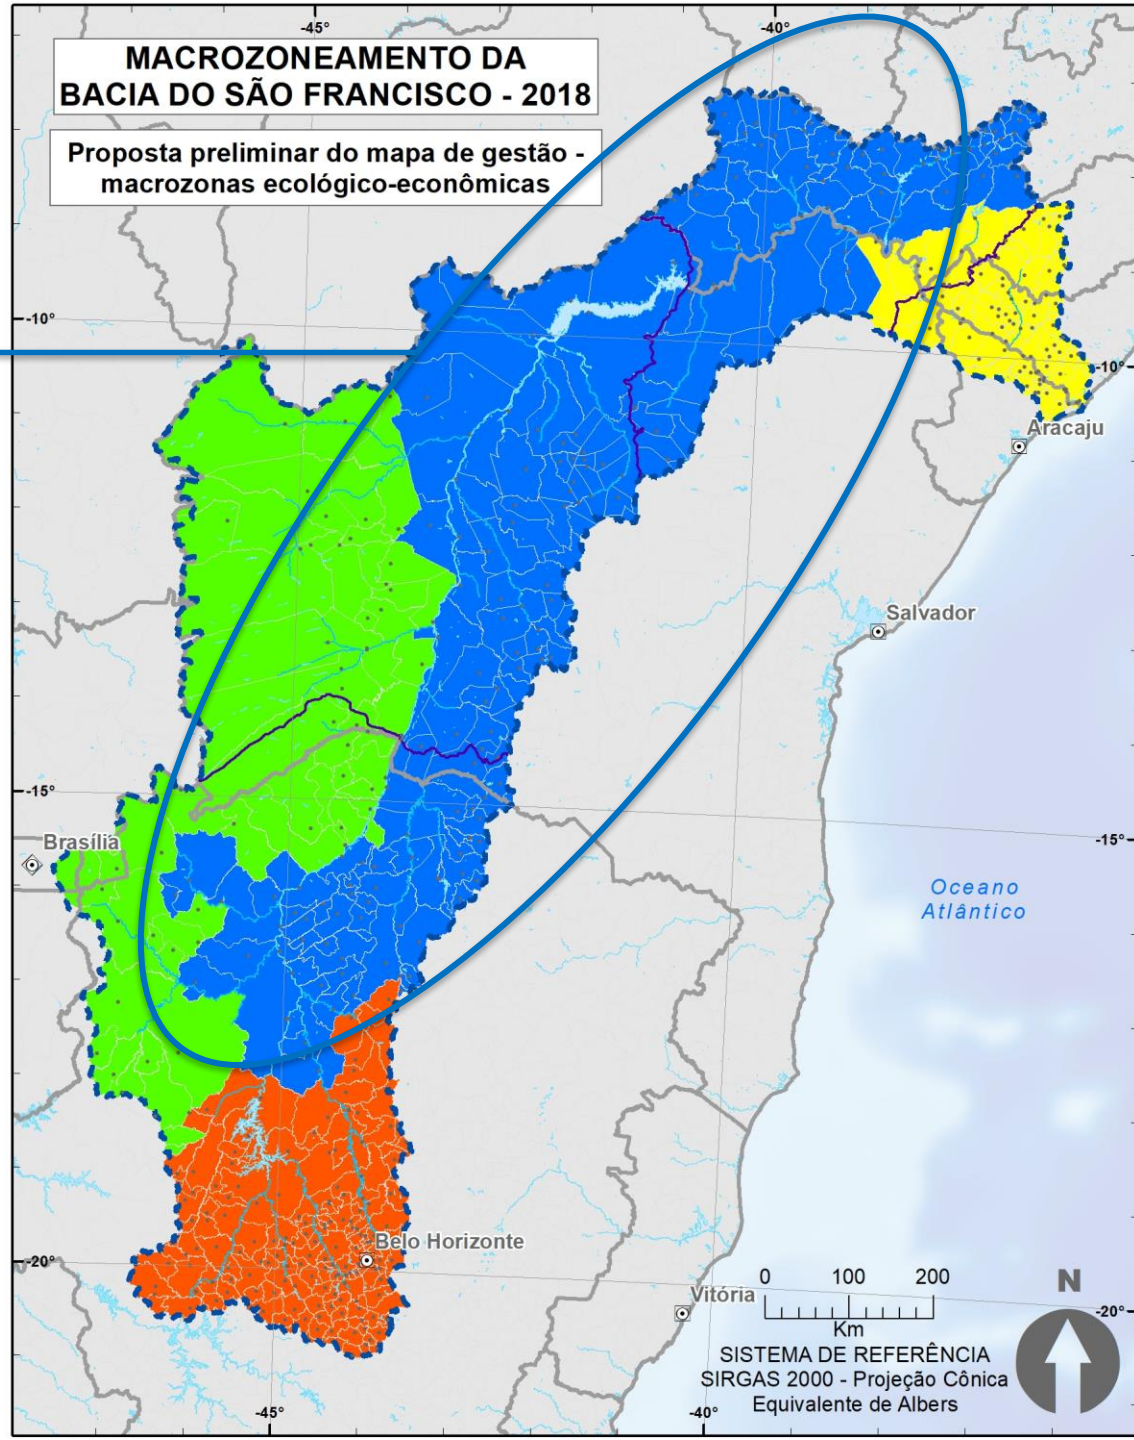 MACROZONEAMENTO DA
BACIA DO SÃO FRANCISCO - 2018
Proposta preliminar do mapa de gestão -
macrozonas ecológico-econômicas
-45°
-40°
-10°
-10°
Aracaju
Salvador
-15°
-15°
Brasília
Oceano
Atlântico
Belo Horizonte
-20°
-20°
Vitória
0 100 200
Km
N
SISTEMA DE REFERÊNCIA
SIRGAS 2000 - Projeção Cônica
Equivalente de Albers
-45°
-40°